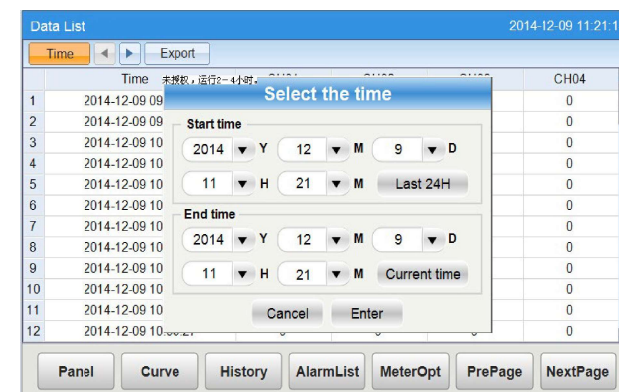 Data List 2014-12-09 11:21:1
Time Export
Time 未授权，运行2-4小时. CH04
Select the time
1 2014-12-09 09 0
2 2014-12-09 09 0
3 2014-12-09 10 0
4 2014-12-09 10 0
5 2014-12-09 10 0
6 2014-12-09 10 0
7 2014-12-09 10 0
8 2014-12-09 10 0
9 2014-12-09 10 0
10 2014-12-09 10 0
11 2014-12-09 10 0
12 2014-12-09 10 0
Start time
2014 Y 12 M 9 D
11 H 21 M Last 24H
End time
2014 Y 12 M 9 D
11 H 21 M Current time
Cancel Enter
Panel Curve History AlarmList MeterOpt PrePage NextPage